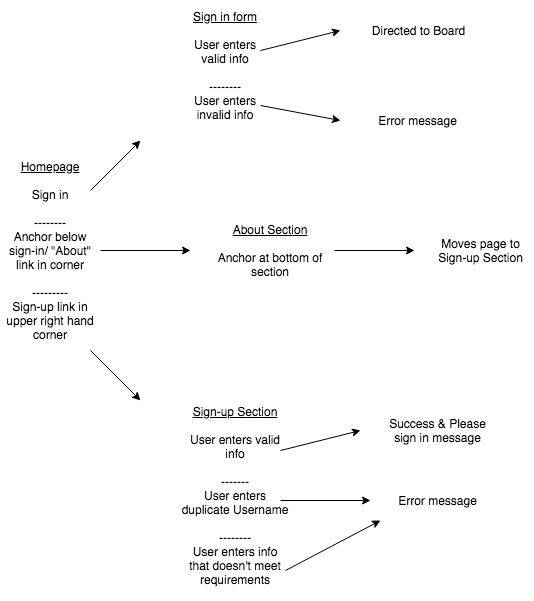 Sign in form
User enters
valid info
--------
User enters
invalid info
Directed to Board
Error message
Homepage
Sign in
--------
Anchor below
sign-in/ "About"
link in corner
---------
Sign-up link in
upper right hand
corner
About Section
Anchor at bottom of
section
Moves page to
Sign-up Section
Sign-up Section
User enters valid
info
-------
User enters
duplicate Username
--------
User enters info
that doesn't meet
requirements
Success & Please
sign in message
Error message